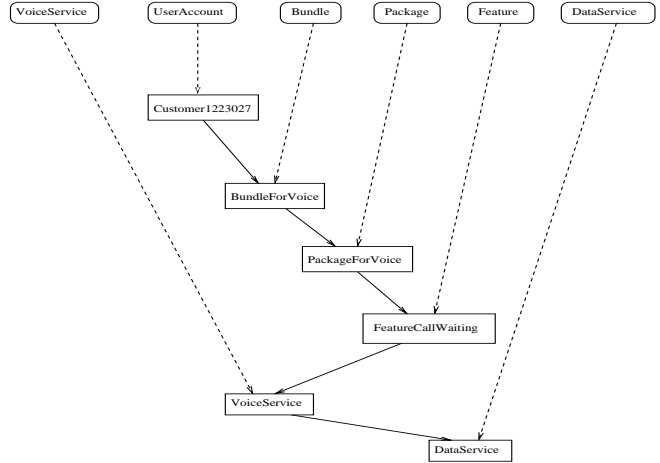 VoiceService
UserAccount
Bundle
Package
Feature
DataService
Customer1223027
BundleForVoice
PackageForVoice
FeatureCallWaiting
VoiceService
DataService